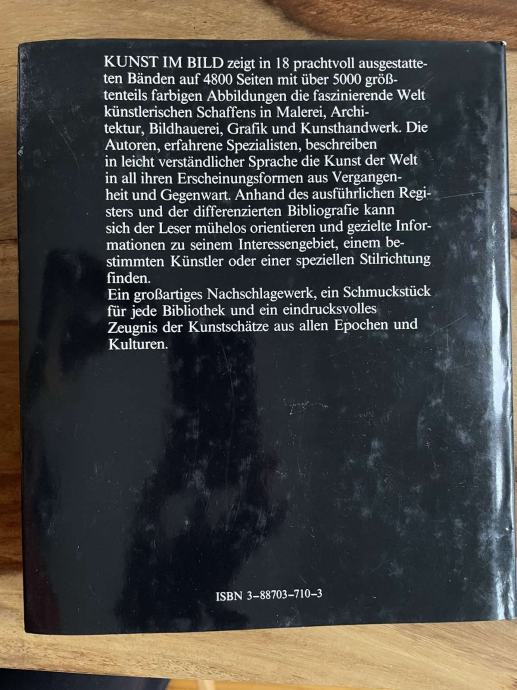 KUNST IM BILD zeigt in 18 prachtvoll ausgestatte-
ten Bänden auf 4800 Seiten mit über 5000 größ-
tenteils farbigen Abbildungen die faszinierende Welt
künstlerischen Schaffens in Malerei, Archi-
tektur, Bildhauerei, Grafik und Kunsthandwerk. Die
Autoren, erfahrene Spezialisten, beschreiben
in leicht verständlicher Sprache die Kunst der Welt
in all ihren Erscheinungsformen aus Vergangen-
heit und Gegenwart. Anhand des ausführlichen Regi-
sters und der differenzierten Bibliografie kann
sich der Leser mühelos orientieren und gezielte Infor-
mationen zu seinem Interessengebiet, einem be-
stimmten Künstler oder einer speziellen Stilrichtung
finden.
Ein großartiges Nachschlagewerk, ein Schmuckstück
für jede Bibliothek und ein eindrucksvolles
Zeugnis der Kunstschätze aus allen Epochen und
Kulturen.
ISBN 3–88703–710–3